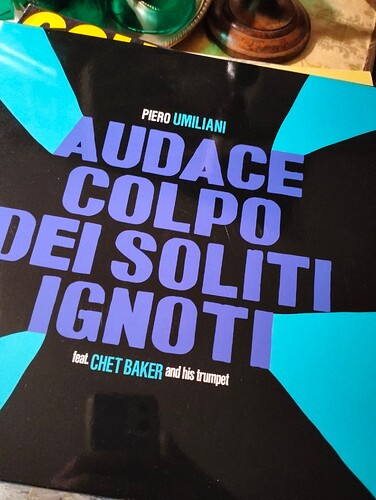 PIERO UMILIANI
AUDACE
COLPO
DEI SOLITI
IGNOTI
feat. CHET BAKER and his trumpet